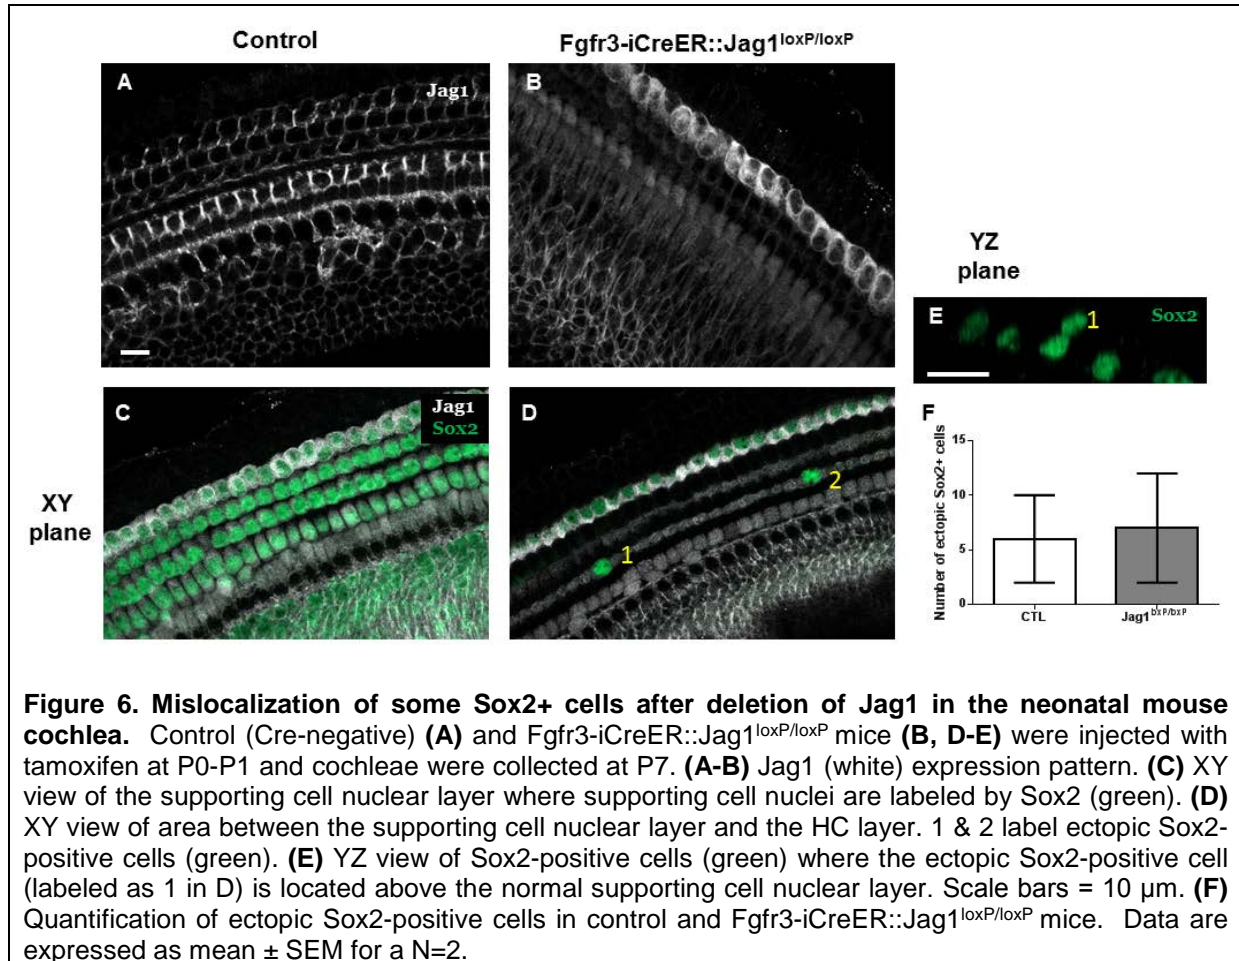 Control
Fgfr3-iCreER::Jag1loxP/loxP
A
Jag1
B
YZ
plane
E
1
Sox2
C
Jag1
Sox2
D
1
2
XY
plane
F
Number of ectopic Sox2+ cells
15
10
5
0
CTL
Jag1loxP/loxP
Figure 6. Mislocalization of some Sox2+ cells after deletion of Jag1 in the neonatal mouse
cochlea. Control (Cre-negative) (A) and Fgfr3-iCreER::Jag1loxP/loxP mice (B, D-E) were injected with
tamoxifen at P0-P1 and cochleae were collected at P7. (A-B) Jag1 (white) expression pattern. (C) XY
view of the supporting cell nuclear layer where supporting cell nuclei are labeled by Sox2 (green). (D)
XY view of area between the supporting cell nuclear layer and the HC layer. 1 & 2 label ectopic Sox2-
positive cells (green). (E) YZ view of Sox2-positive cells (green) where the ectopic Sox2-positive cell
(labeled as 1 in D) is located above the normal supporting cell nuclear layer. Scale bars = 10 µm. (F)
Quantification of ectopic Sox2-positive cells in control and Fgfr3-iCreER::Jag1loxP/loxP mice. Data are
expressed as mean ± SEM for a N=2.